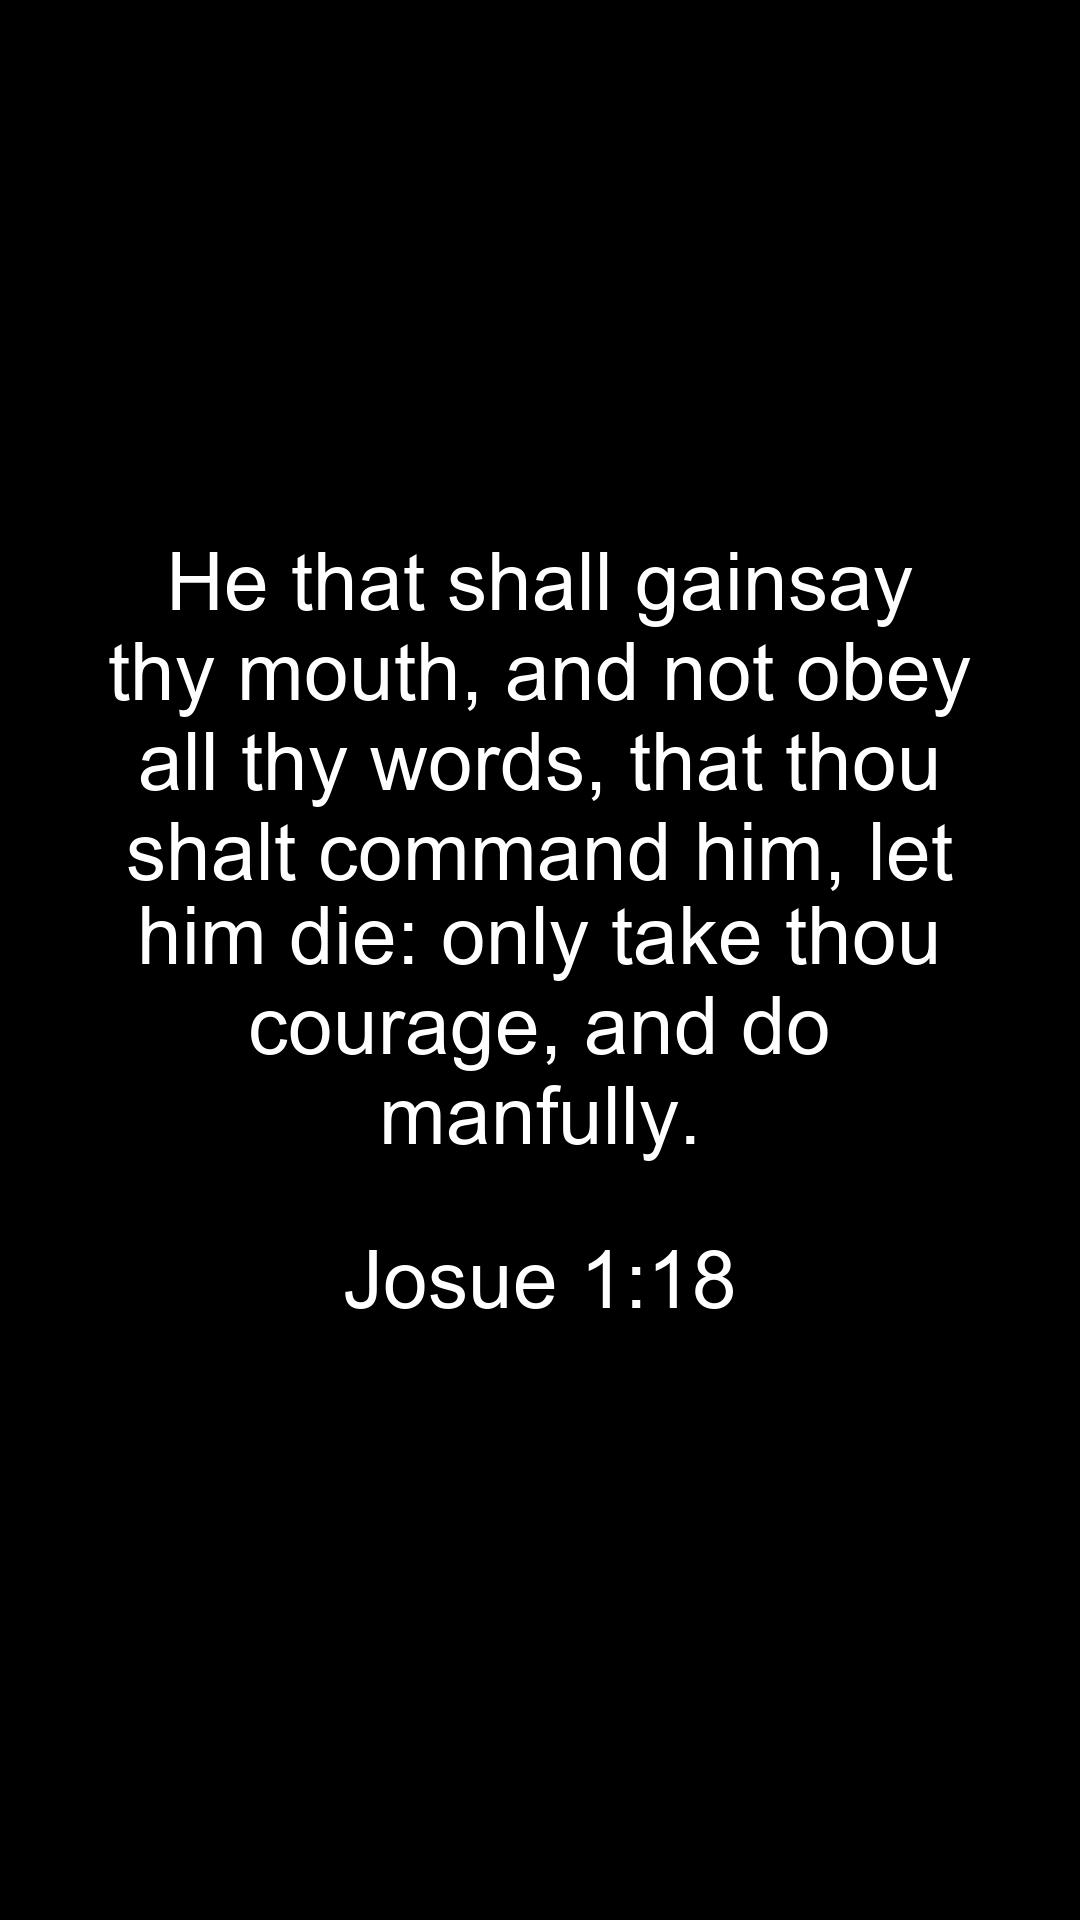 He that shall gainsay
thy mouth, and not obey
all thy words, that thou
shalt command him, let
him die: only take thou
courage, and do
manfully.
Josue 1:18